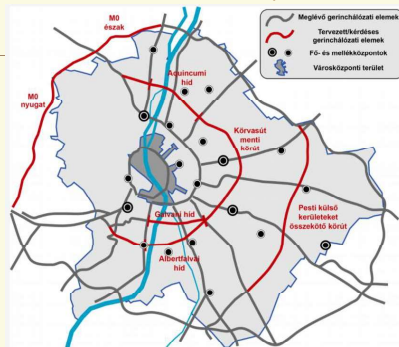 Meglévő gerinchálózati elemek
Tervezett/kérdéses
gerinchálózati elemek
Fő- és mellékközpontok
Városközponti terület
M0
észak
M0
nyugat
Aquincumi
híd
Körvasút
menti
körút
Galvani híd
Albertfalvai
híd
Pesti külső
kerületeket
összekötő körút